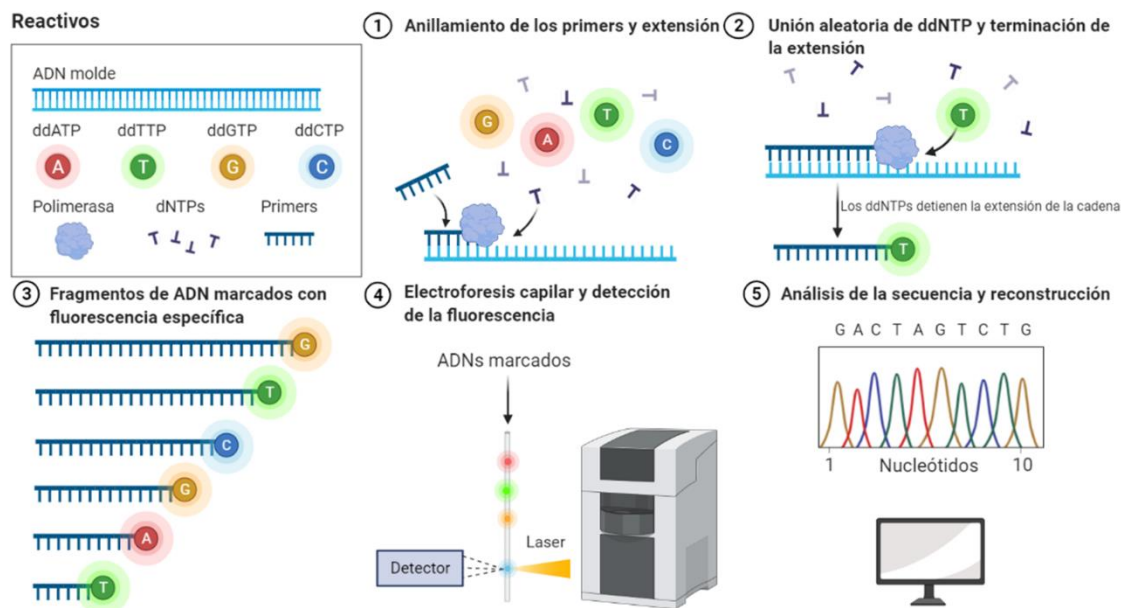 Reactivos
ADN molde
ddATP ddTTP ddGTP ddCTP
A T G C
Polimerasa dNTPs Primers
1 Anillamiento de los primers y extensión
G A T C
2 Unión aleatoria de ddNTP y terminación de
la extensión
T
Los ddNTPs detienen la extensión de la cadena
T
3 Fragmentos de ADN marcados con
fluorescencia específica
G
T
C
G
A
T
4 Electroforesis capilar y detección
de la fluorescencia
ADNs marcados
Laser
Detector
5 Análisis de la secuencia y reconstrucción
G A C T A G T C T G
1 Nucleótidos 10